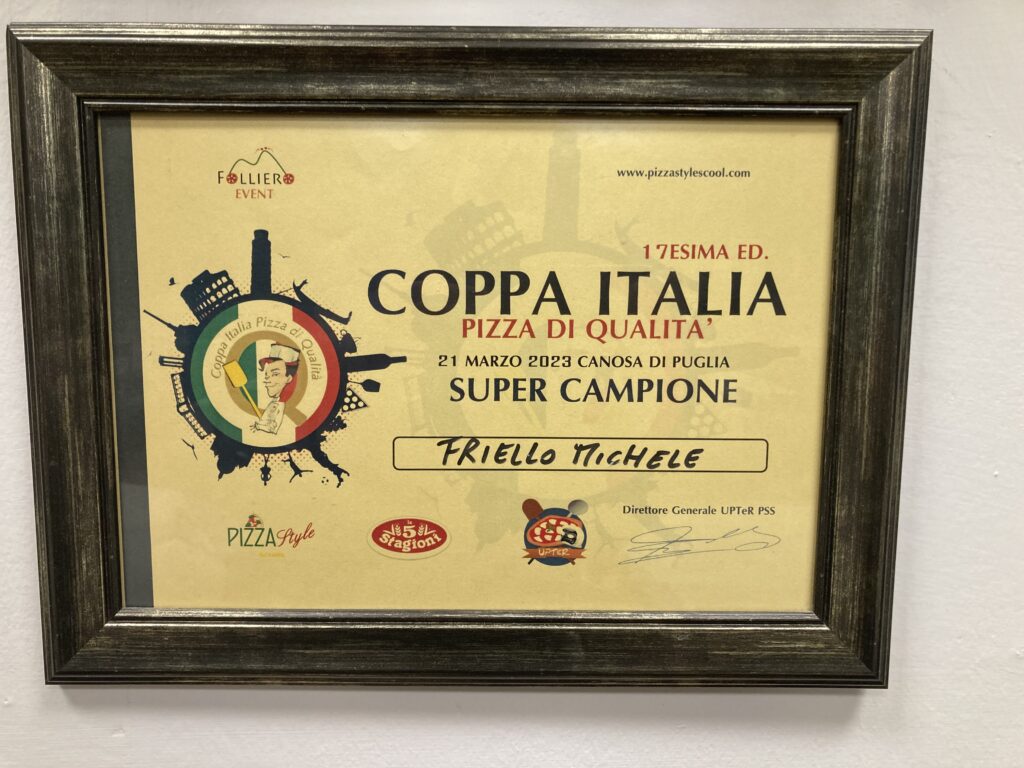 FOLLIERO
EVENT
www.pizzastylescool.com
17ESIMA ED.
COPPA ITALIA
PIZZA DI QUALITA'
21 MARZO 2023 CANOSA DI PUGLIA
SUPER CAMPIONE
Coppa Italia Pizza di Qualità
FRIELLO MICHELE
PIZZA Style
le
5
Stagioni
UPTER
Direttore Generale UPTeR PSS